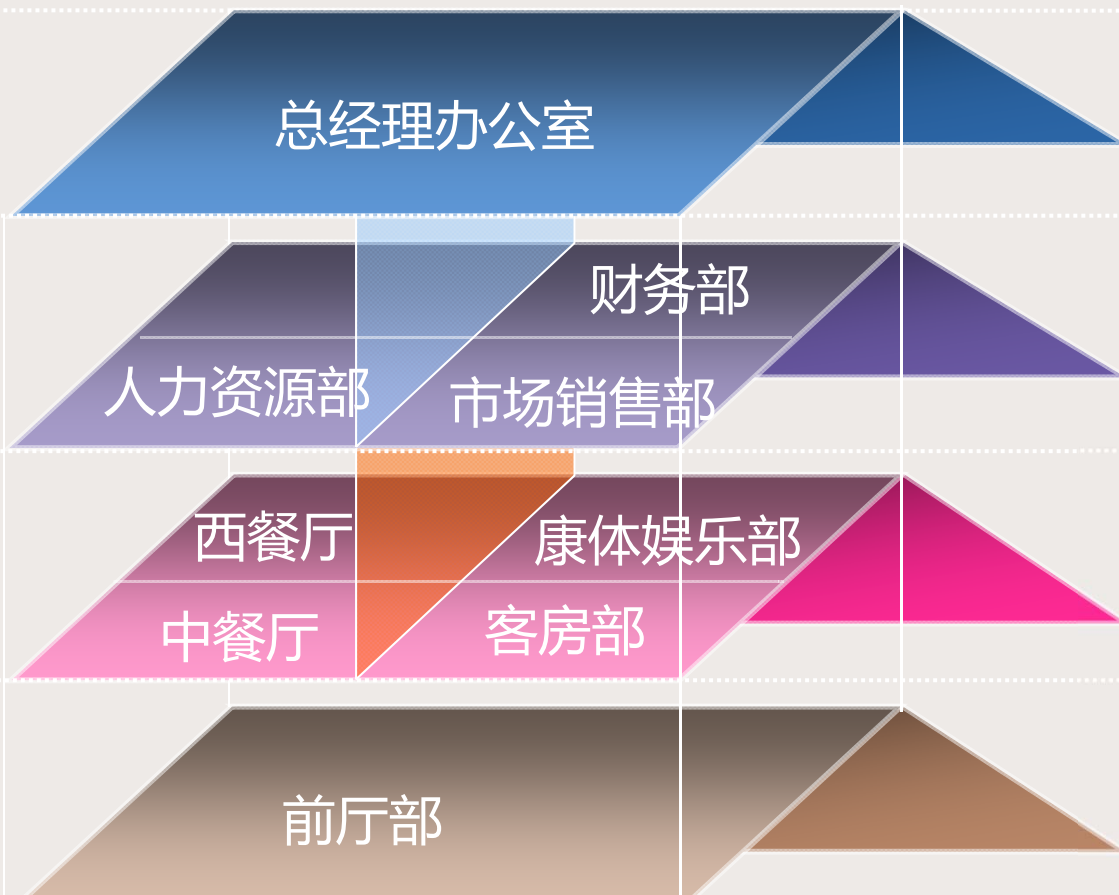 总经理办公室
财务部
人力资源部
市场销售部
西餐厅
康体娱乐部
中餐厅
客房部
前厅部